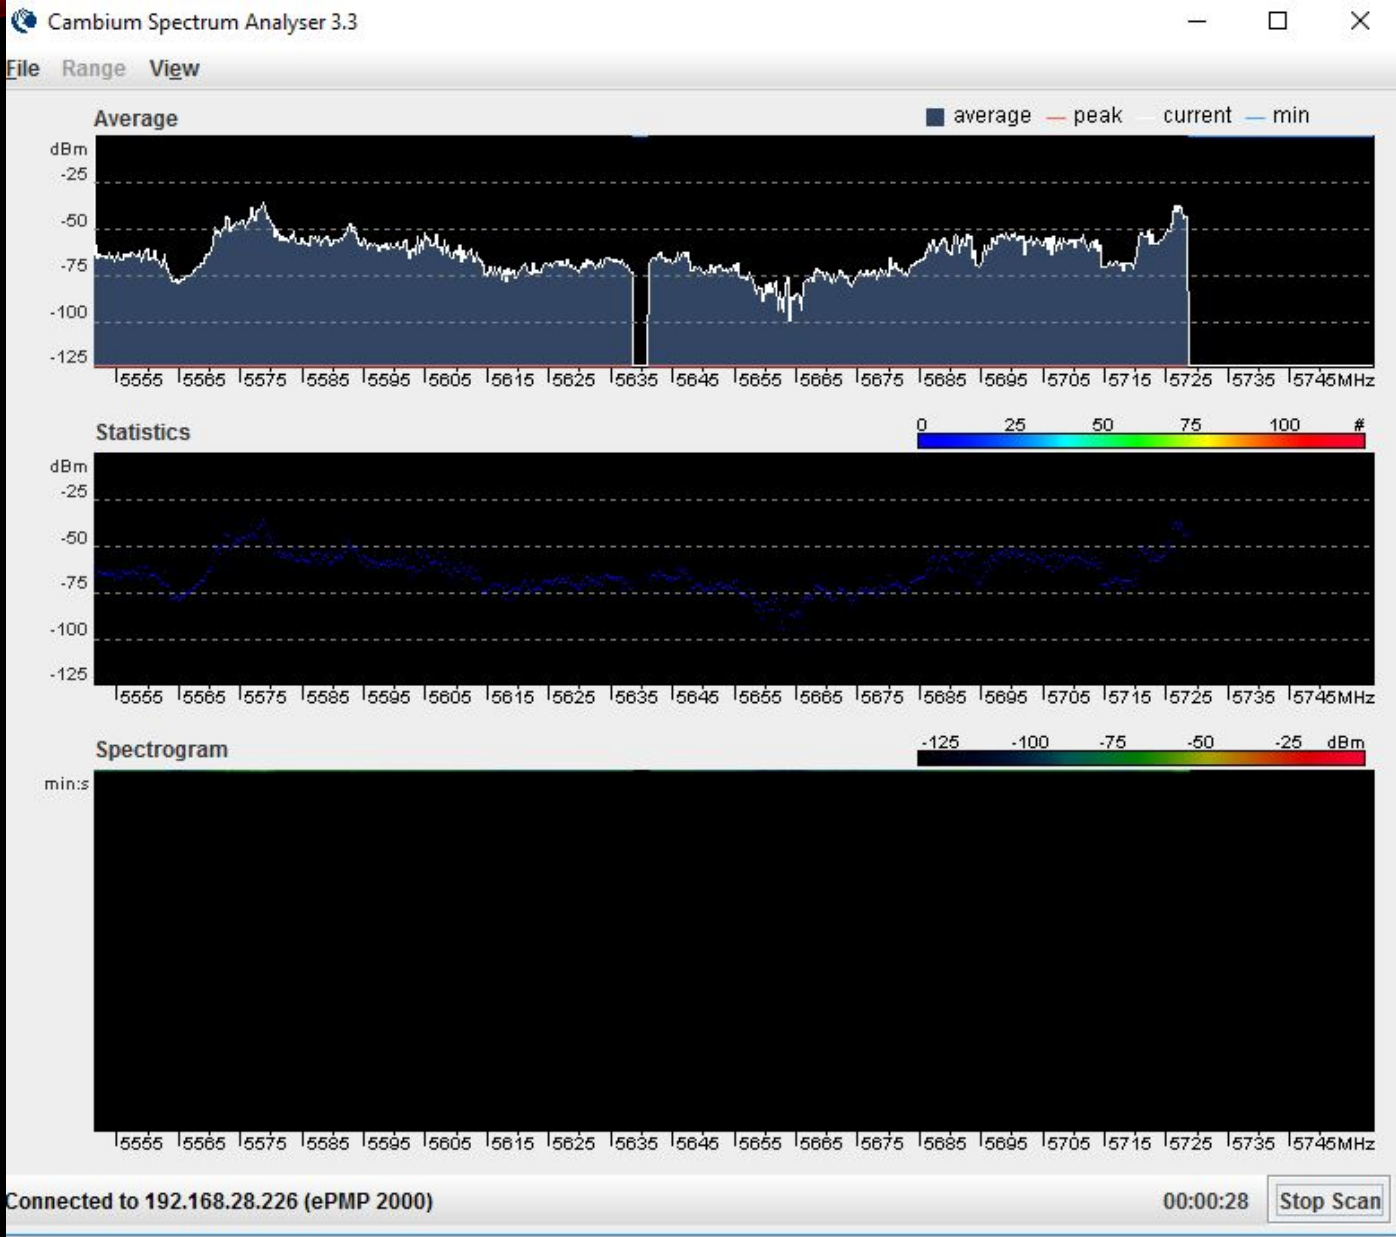 Cambium Spectrum Analyser 3.3
File Range View
Average
average peak current min
dBm
-25
-50
-75
-100
-125
5555 5565 5575 5585 5595 5605 5615 5625 5635 5645 5655 5665 5675 5685 5695 5705 5715 5725 5735 5745MHz
Statistics
0 25 50 75 100 #
dBm
-25
-50
-75
-100
-125
5555 5565 5575 5585 5595 5605 5615 5625 5635 5645 5655 5665 5675 5685 5695 5705 5715 5725 5735 5745MHz
Spectrogram
-125 -100 -75 -50 -25 dBm
min:s
5555 5565 5575 5585 5595 5605 5615 5625 5635 5645 5655 5665 5675 5685 5695 5705 5715 5725 5735 5745MHz
Connected to 192.168.28.226 (ePMP 2000) 00:00:28 Stop Scan